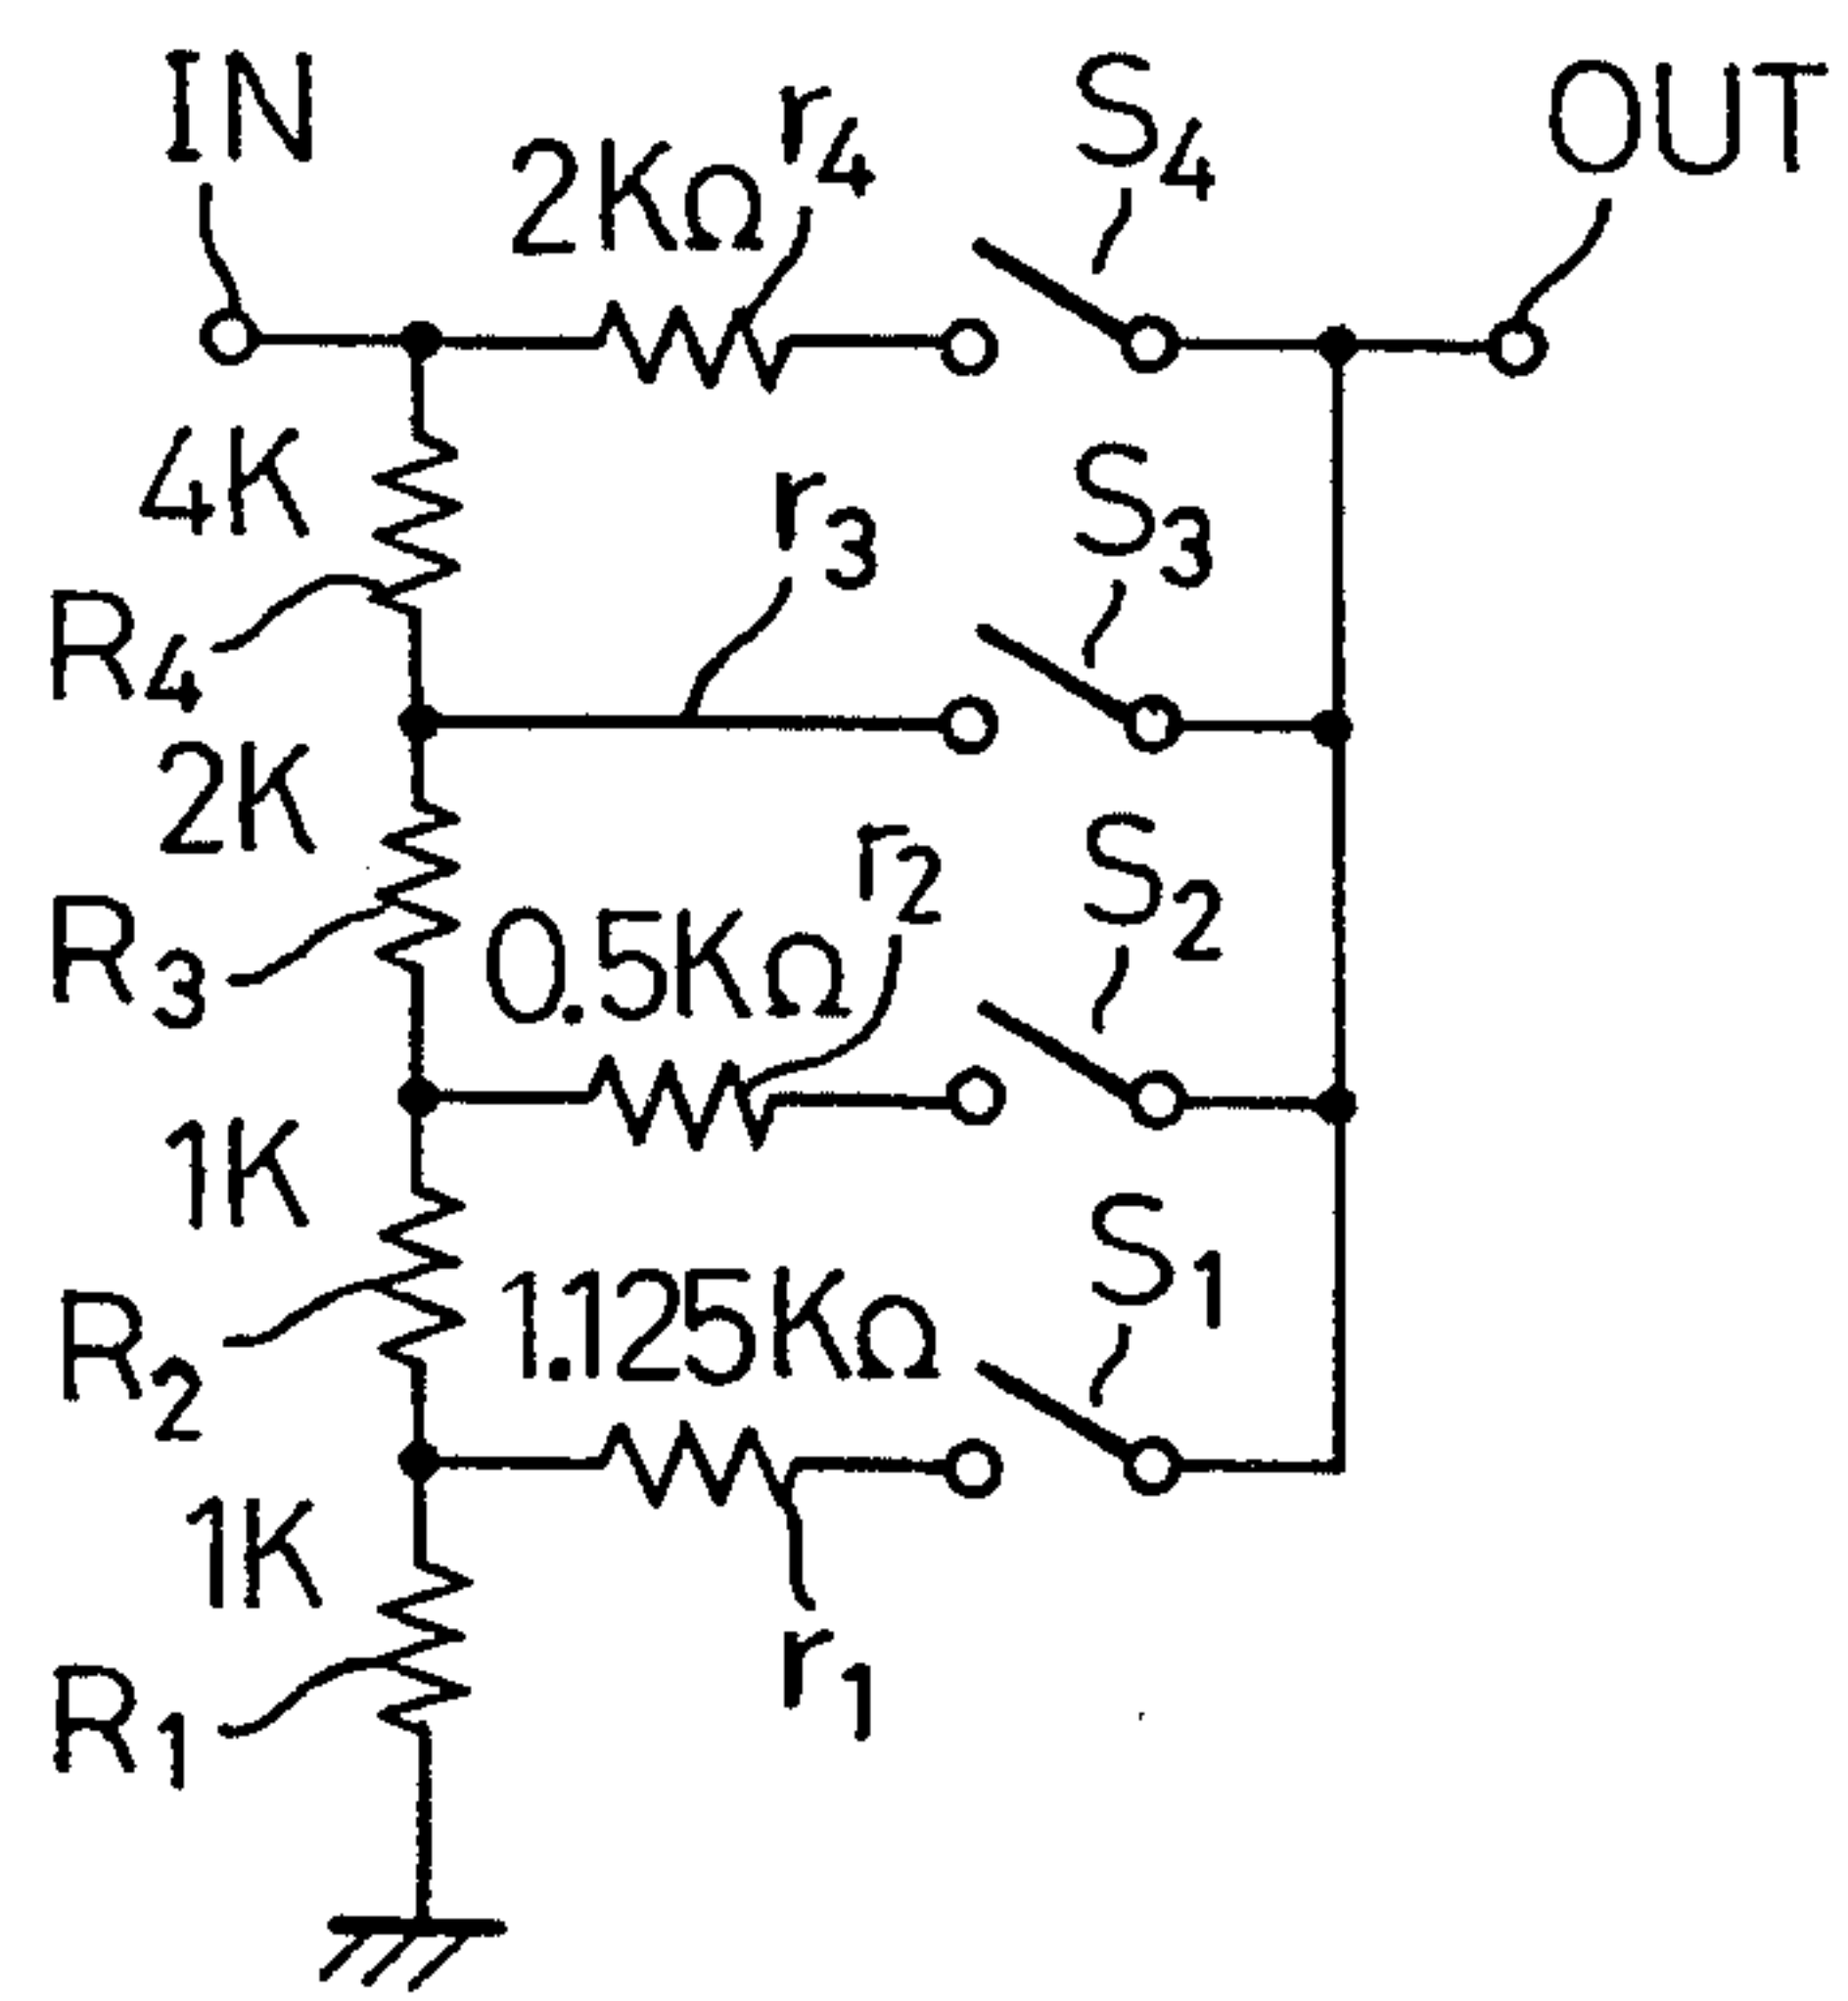 IN
2KΩ
r4
S4
OUT
4K
R4
r3
S3
2K
R3
0.5KΩ
r2
S2
1K
R2
1.125KΩ
S1
1K
R1
r1